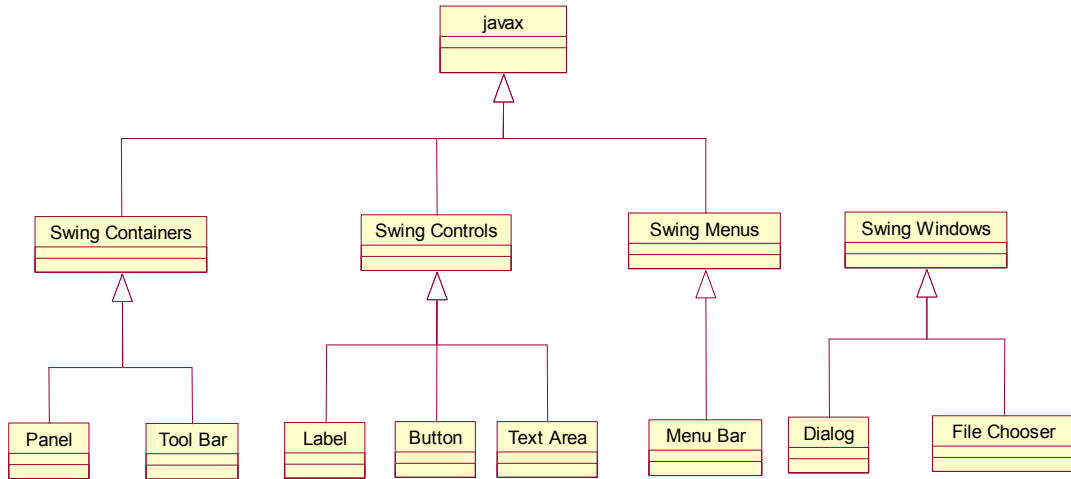 javax
Swing Containers
Swing Controls
Swing Menus
Swing Windows
Panel
Tool Bar
Label
Button
Text Area
Menu Bar
Dialog
File Chooser